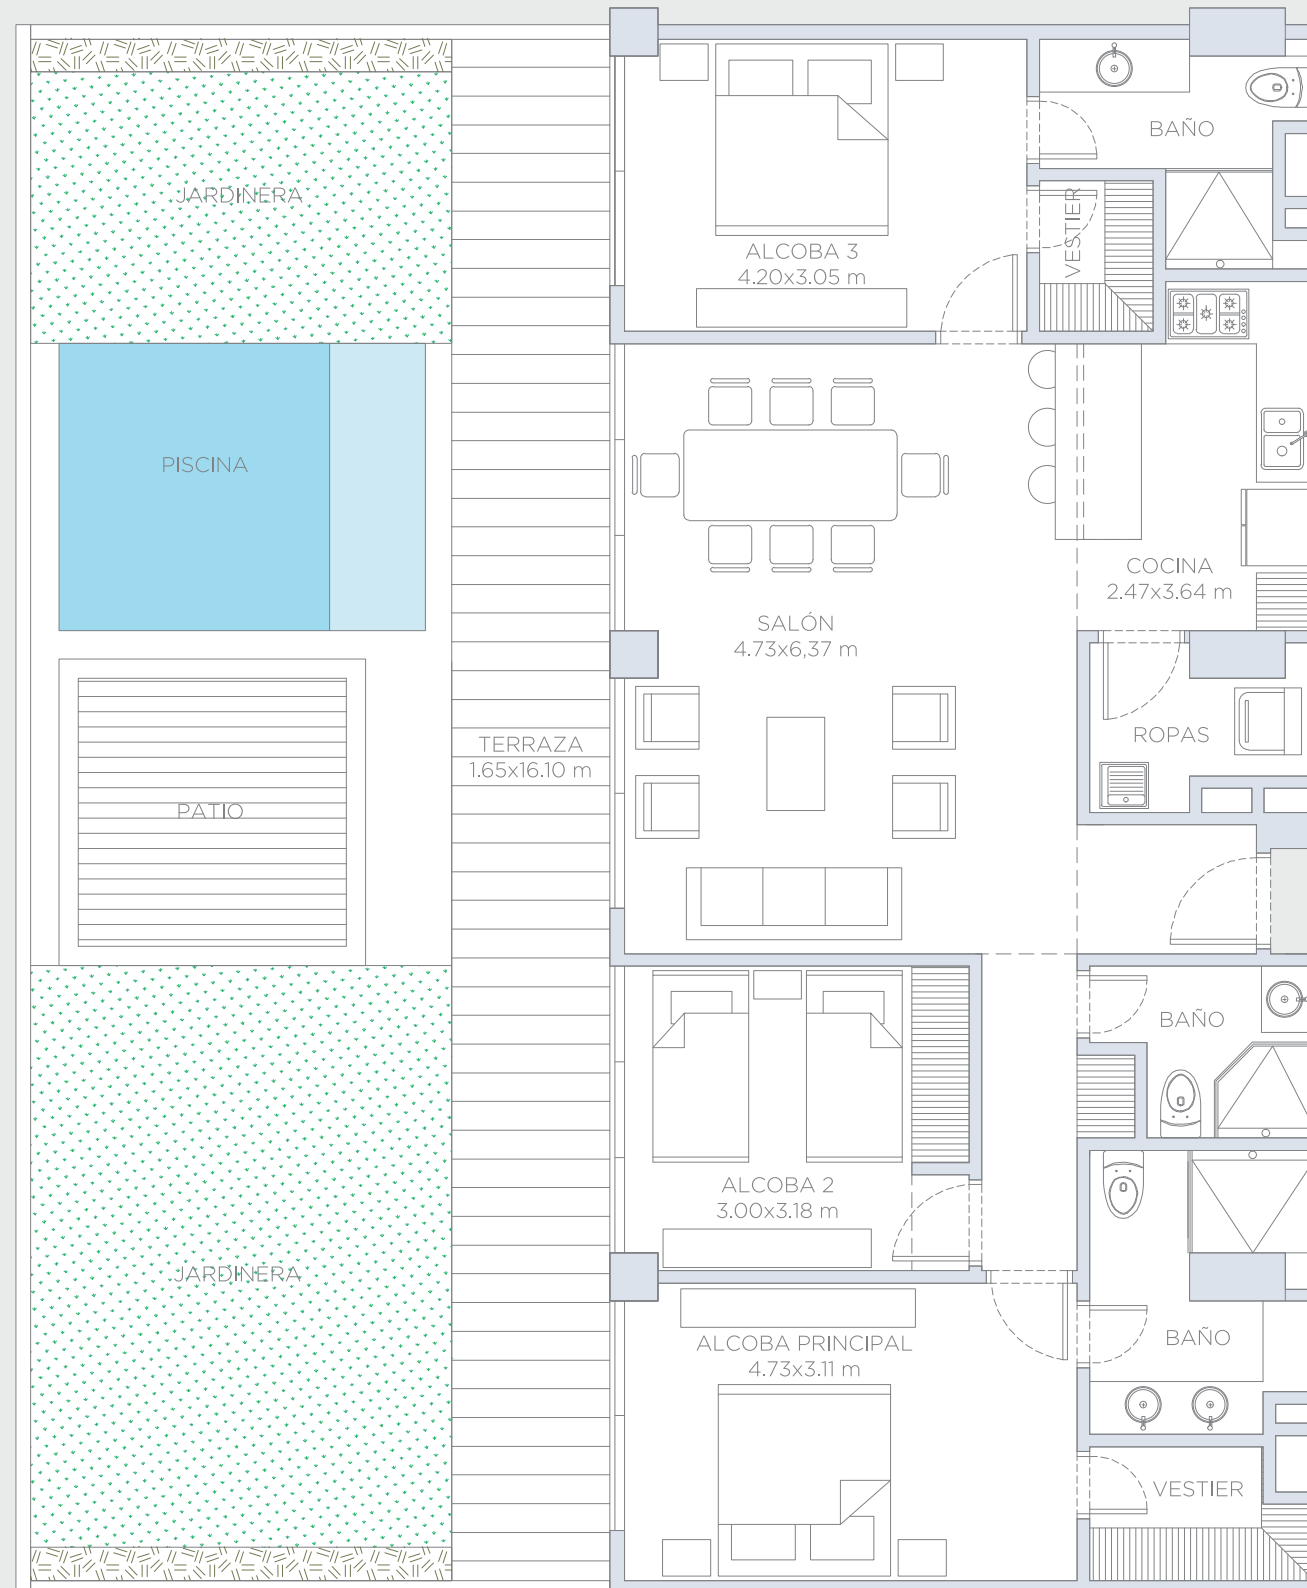 BAÑO
JARDINERA
VESTIER
ALCOBA 3
4.20x3.05 m
PISCINA
COCINA
2.47x3.64 m
SALÓN
4.73x6,37 m
ROPAS
TERRAZA
1.65x16.10 m
PATIO
BAÑO
ALCOBA 2
3.00x3.18 m
JARDINERA
BAÑO
ALCOBA PRINCIPAL
4.73x3.11 m
VESTIER